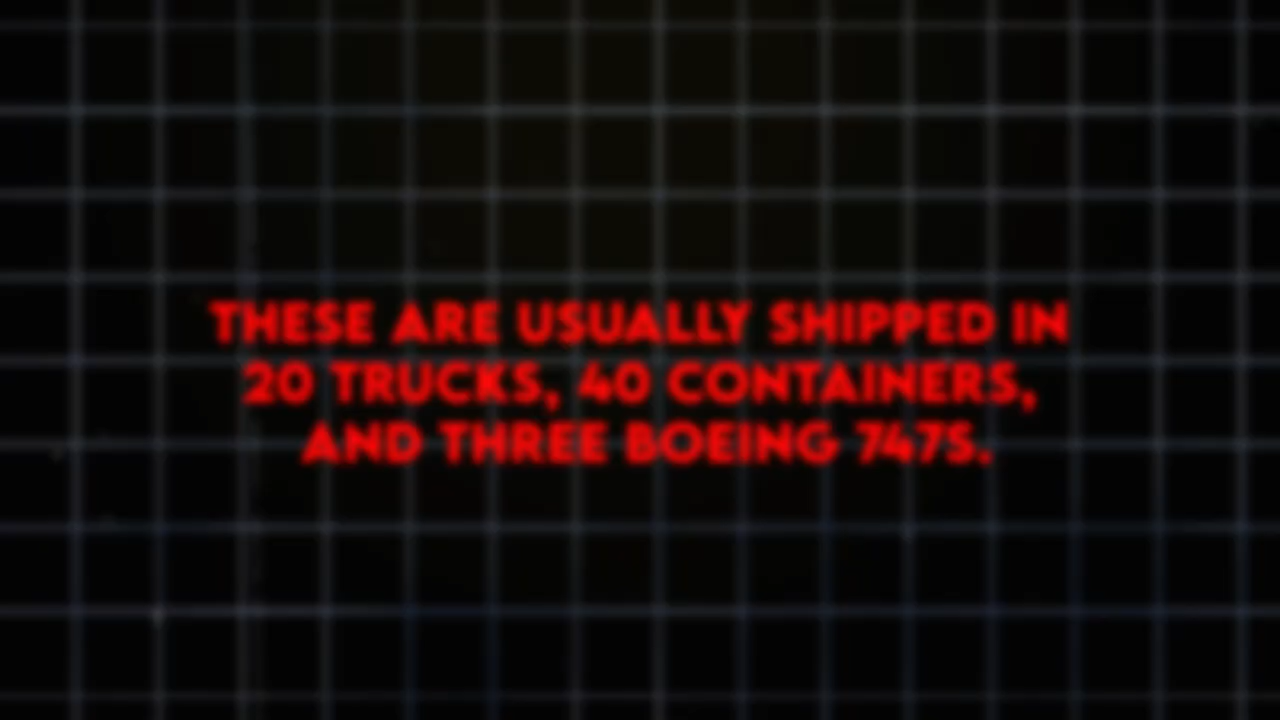 THESE ARE USUALLY SHIPPED IN
20 TRUCKS, 40 CONTAINERS,
AND THREE BOEING 747S.